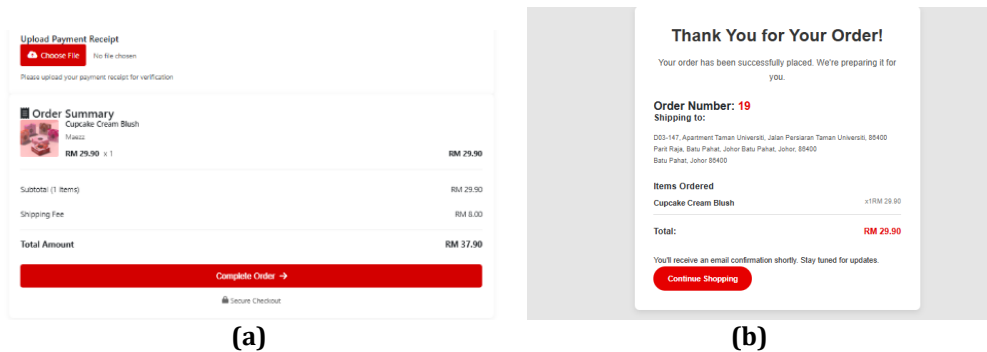 Upload Payment Receipt
Choose File No file chosen
Please upload your payment receipt for verification
Order Summary
Cupcake Cream Blush
Maezz
RM 29.90 x 1 RM 29.90
Subtotal (1 Items) RM 29.90
Shipping Fee RM 8.00
Total Amount RM 37.90
Complete Order →
Secure Checkout
(a)
Thank You for Your Order!
Your order has been successfully placed. We're preparing it for
you.
Order Number: 19
Shipping to:
D03-147, Apartment Taman Universiti, Jalan Persiaran Taman Universiti, 86400
Parit Raja, Batu Pahat, Johor Batu Pahat, Johor, 86400
Batu Pahat, Johor 86400
Items Ordered
Cupcake Cream Blush x1RM 29.90
Total: RM 29.90
You'll receive an email confirmation shortly. Stay tuned for updates.
Continue Shopping
(b)